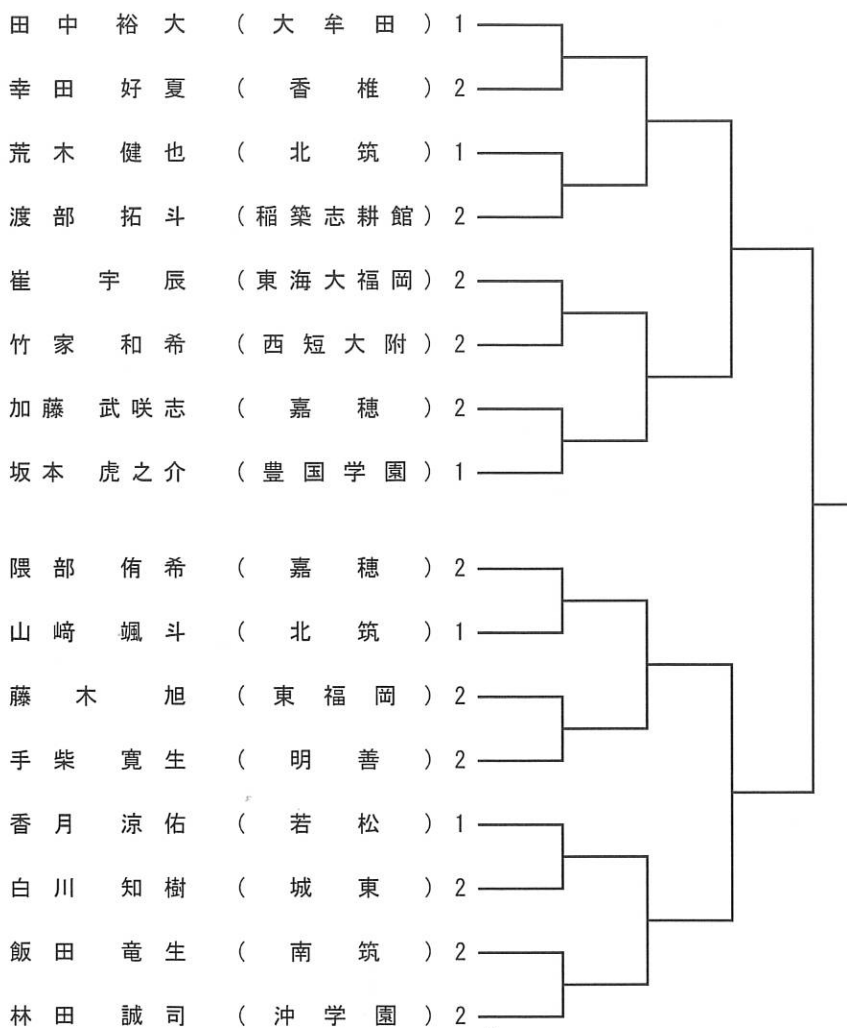 田中 裕大 (大牟田) 1
幸田 好夏 (香椎) 2
荒木 健也 (北筑) 1
渡部 拓斗 (稲築志耕館) 2
崔 宇辰 (東海大福岡) 2
竹家 和希 (西短大附) 2
加藤 武咲志 (嘉穂) 2
坂本 虎之介 (豊国学園) 1
隈部 侑希 (嘉穂) 2
山﨑 颯斗 (北筑) 1
藤木 旭 (東福岡) 2
手柴 寛生 (明善) 2
香月 涼佑 (若松) 1
白川 知樹 (城東) 2
飯田 竜生 (南筑) 2
林田 誠司 (沖学園) 2